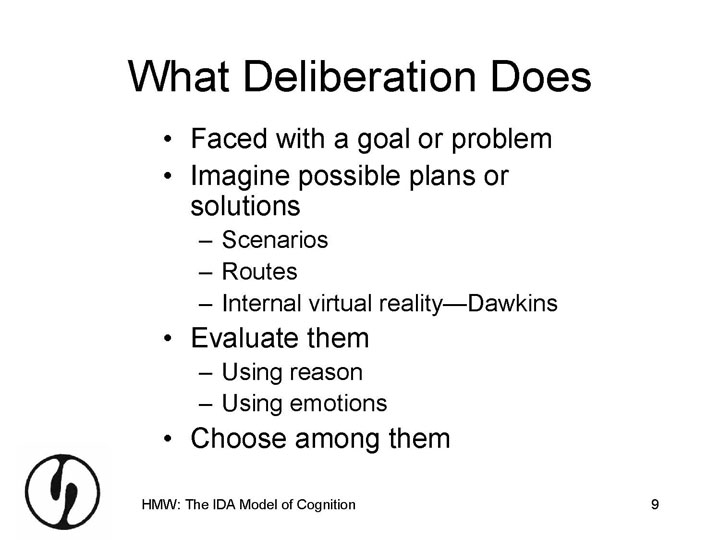 What Deliberation Does
• Faced with a goal or problem
• Imagine possible plans or
solutions
– Scenarios
– Routes
– Internal virtual reality—Dawkins
• Evaluate them
– Using reason
– Using emotions
• Choose among them
HMW: The IDA Model of Cognition 9